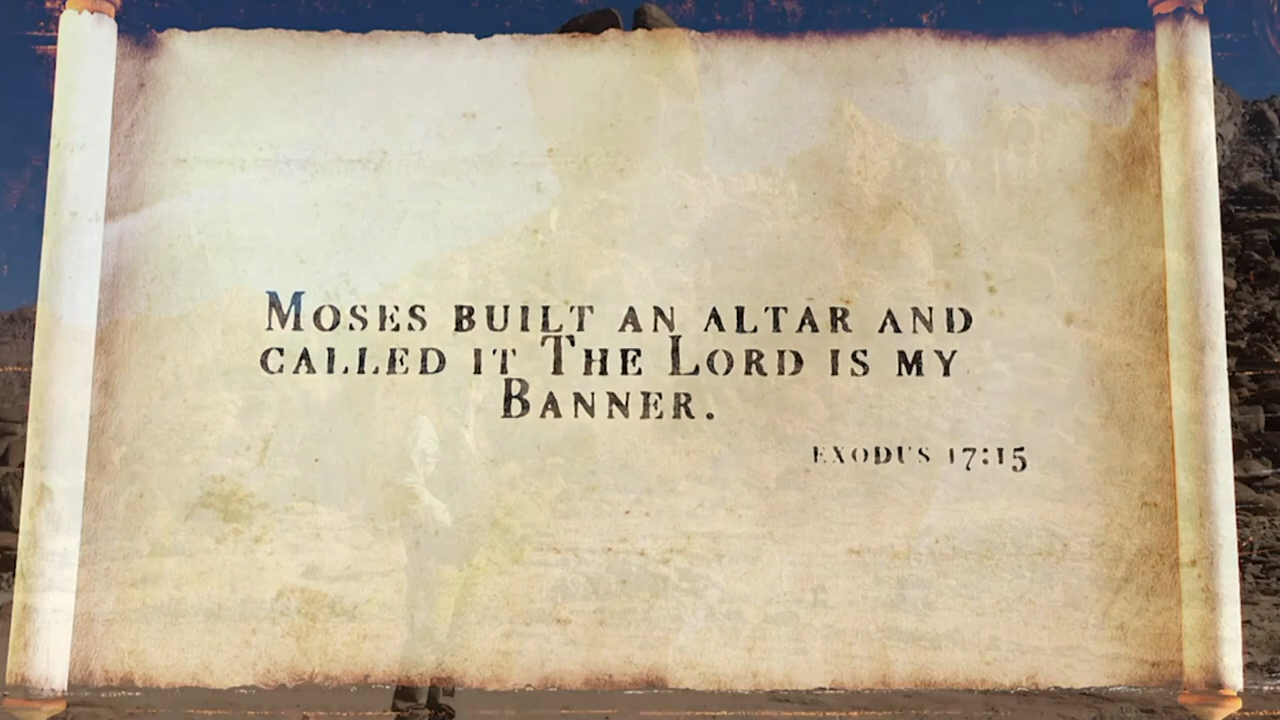 Moses built an altar and
called it The Lord is my
Banner.
Exodus 17:15